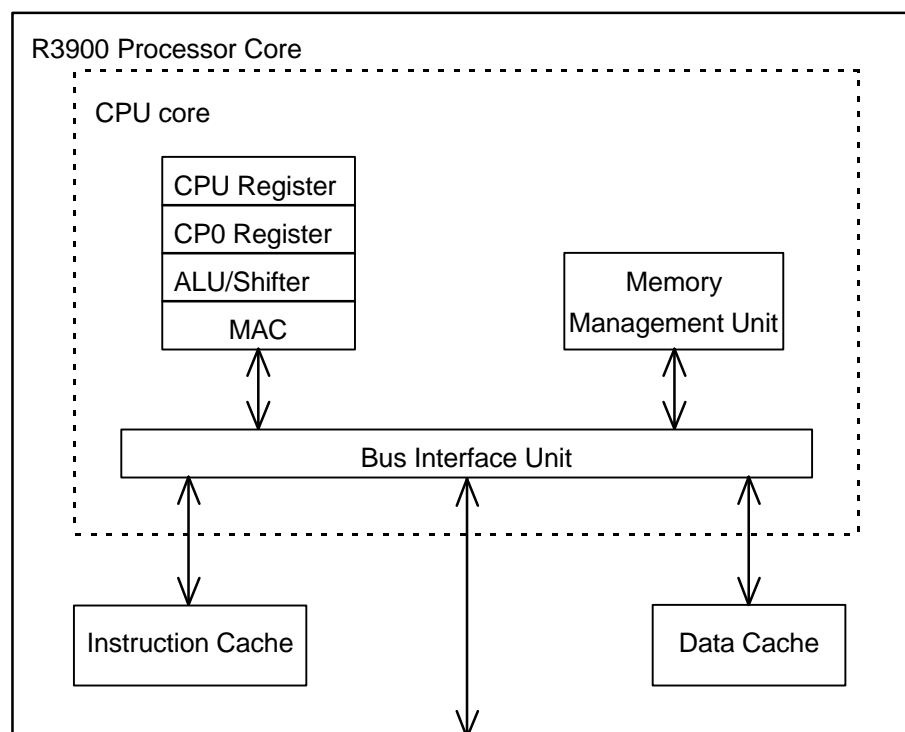 R3900 Processor Core
CPU core
CPU Register
CP0 Register
ALU/Shifter
MAC
Memory
Management Unit
Bus Interface Unit
Instruction Cache
Data Cache